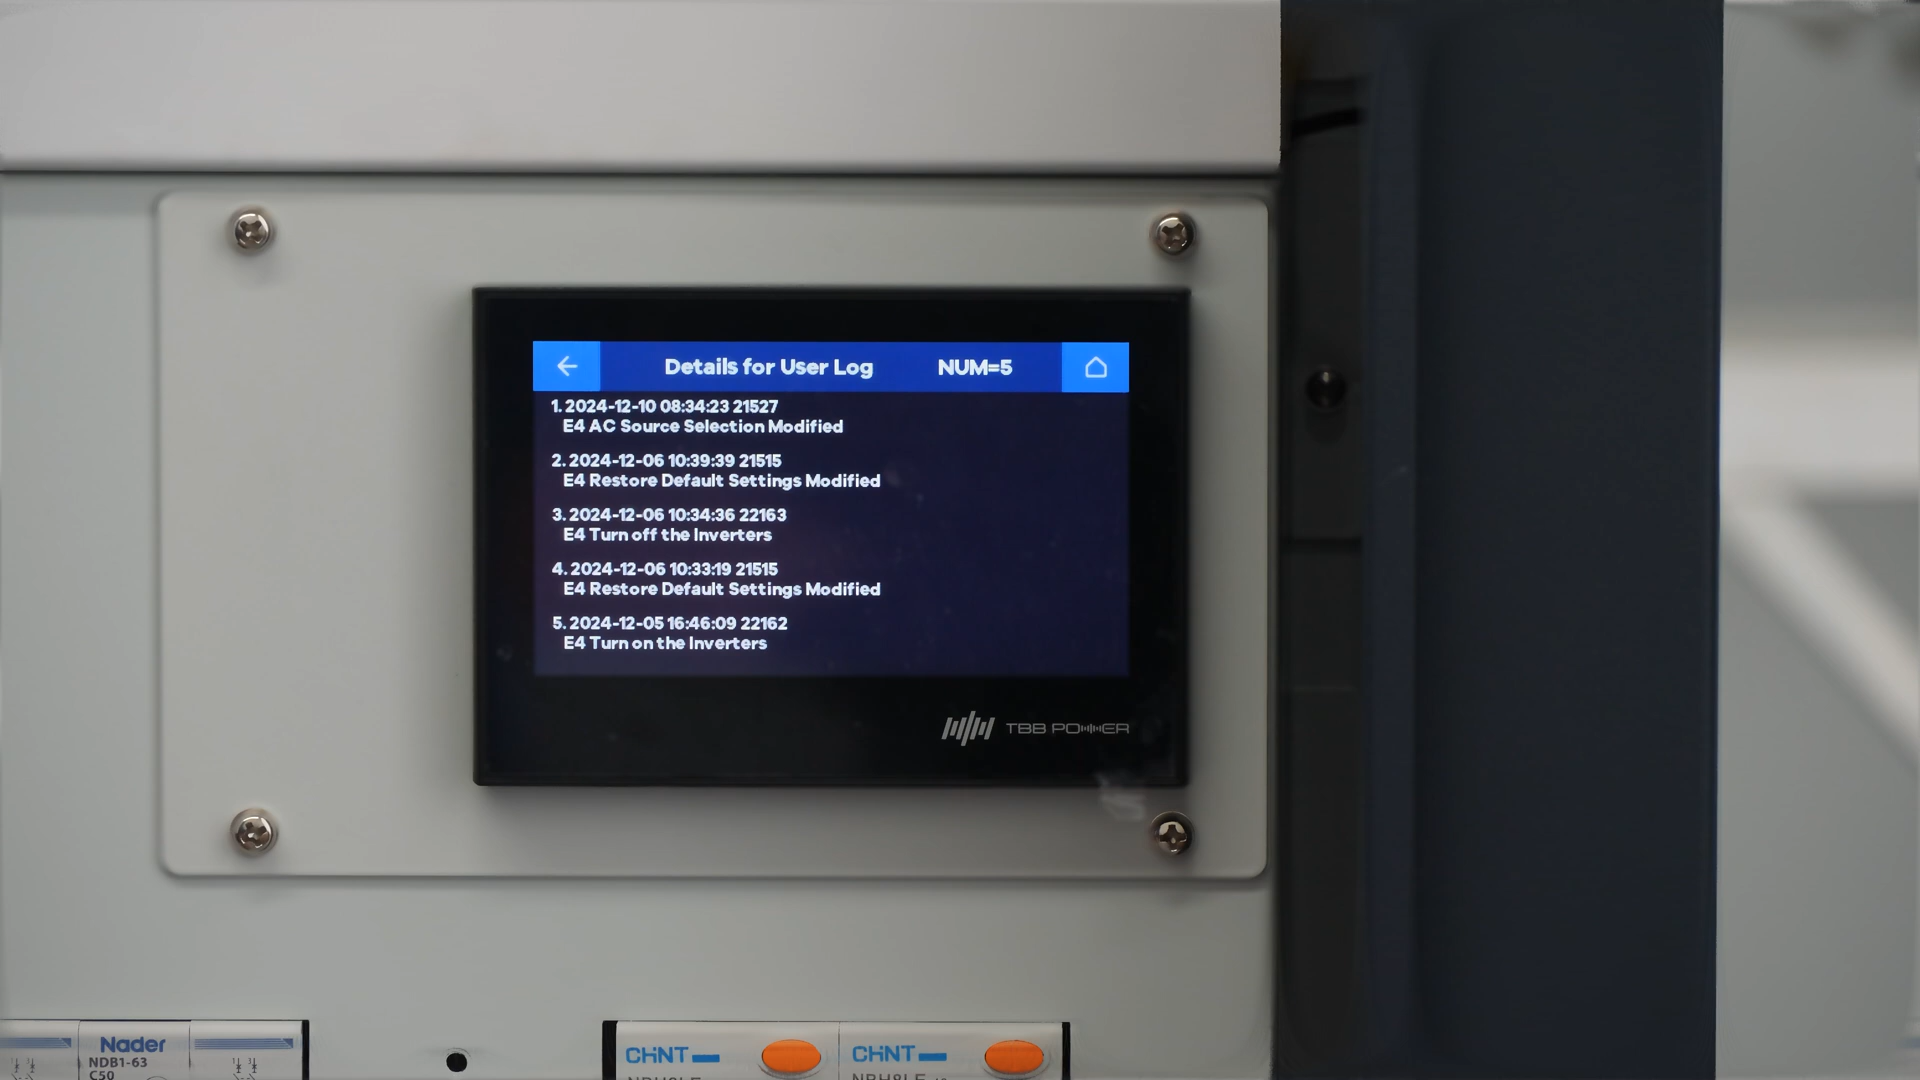 Details for User Log NUM=5
1. 2024-12-10 08:34:23 21527
E4 AC Source Selection Modified
2. 2024-12-06 10:39:39 21515
E4 Restore Default Settings Modified
3. 2024-12-06 10:34:36 22163
E4 Turn off the Inverters
4. 2024-12-06 10:33:19 21515
E4 Restore Default Settings Modified
5. 2024-12-05 16:46:09 22162
E4 Turn on the Inverters
TBB POWER
Nader
NDB1-63
C50
CHNT
CHNT